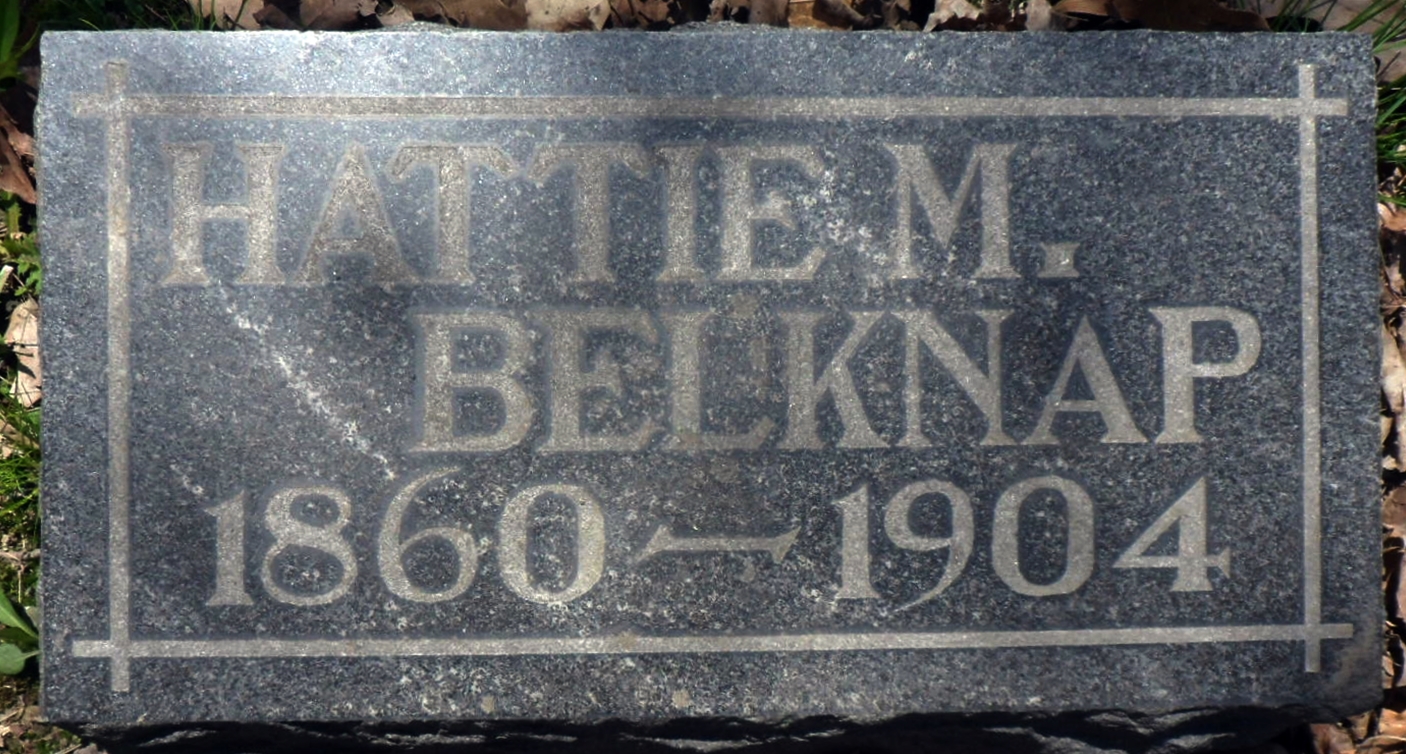 HATTIE M.
BELKNAP
1860 — 1904